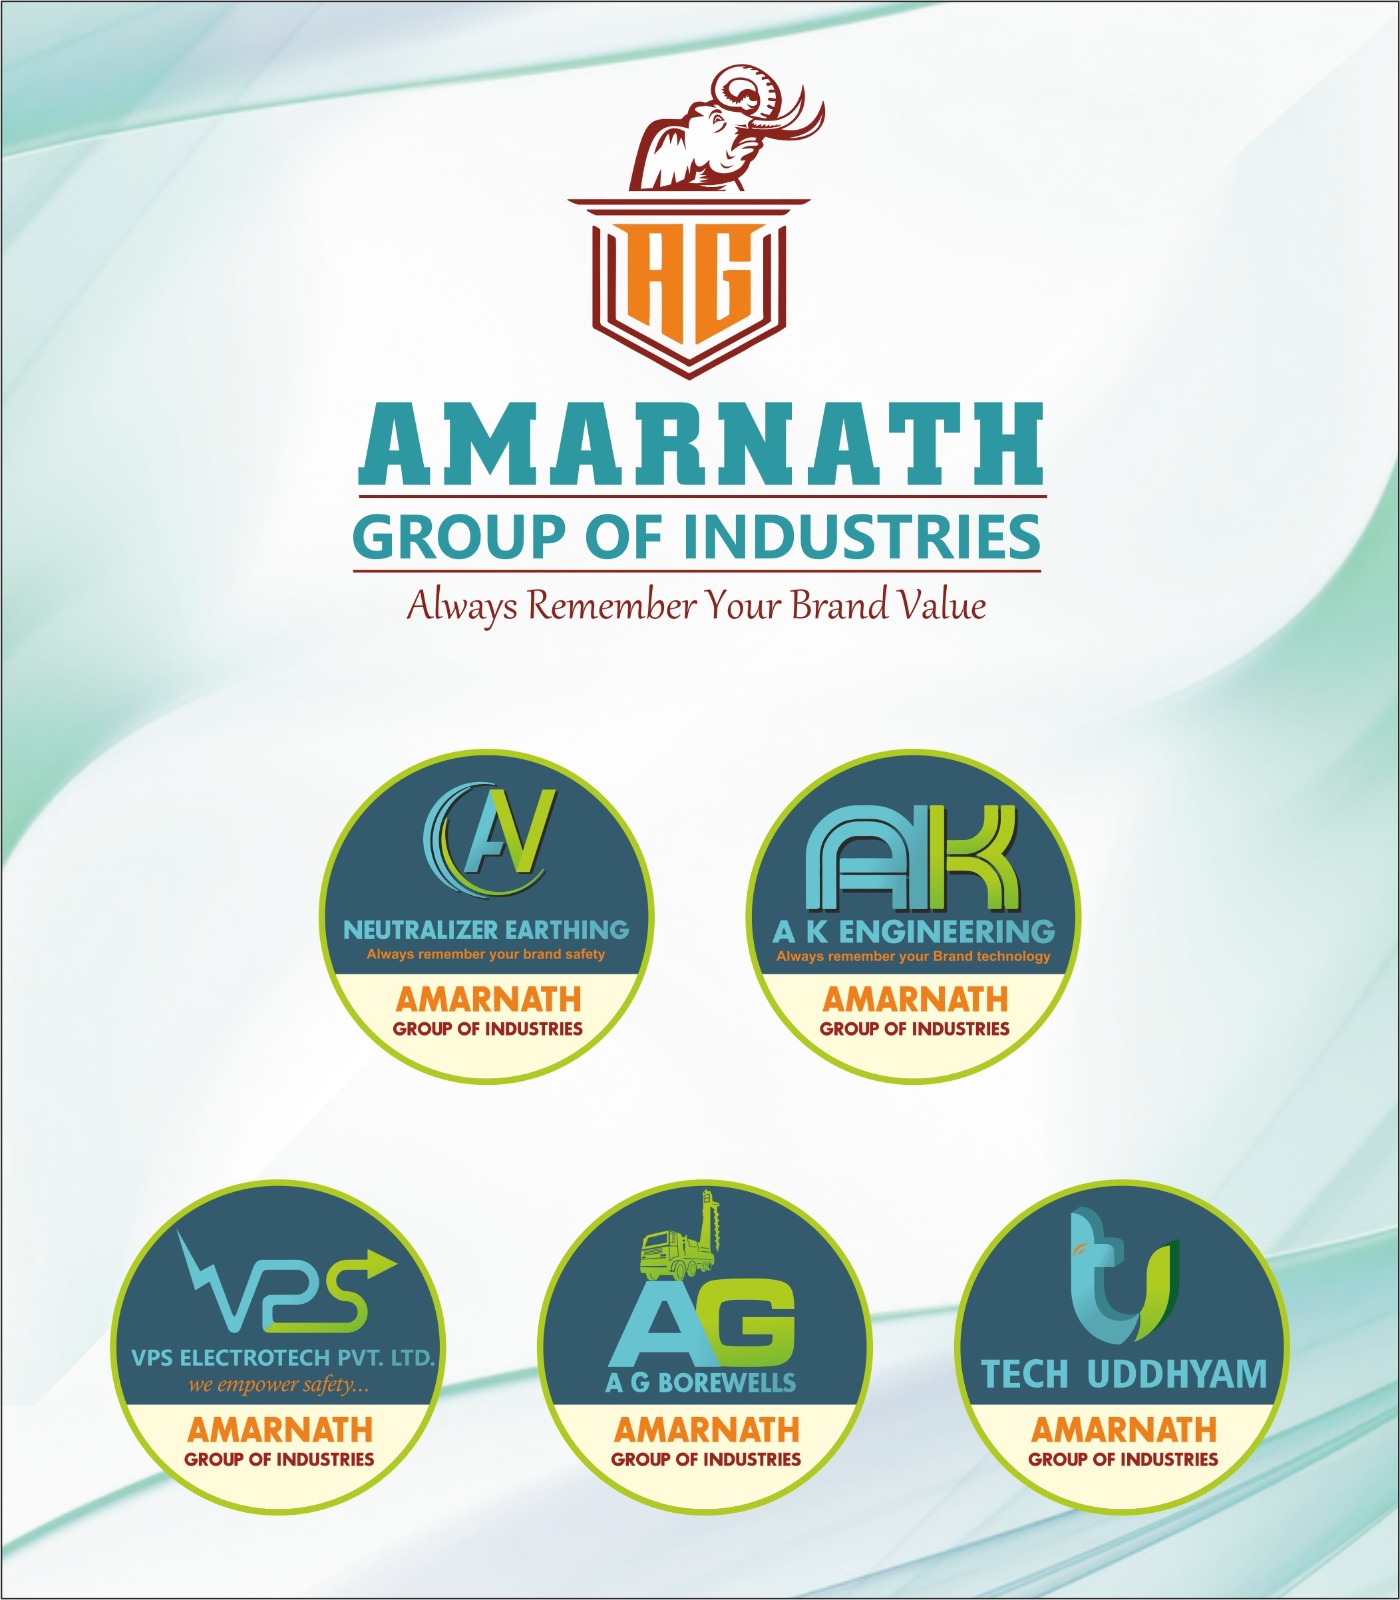 AG
AMARNATH
GROUP OF INDUSTRIES
Always Remember Your Brand Value
AN
NEUTRALIZER EARTHING
Always remember your brand safety
AMARNATH
GROUP OF INDUSTRIES
AK
A K ENGINEERING
Always remember your Brand technology
AMARNATH
GROUP OF INDUSTRIES
VPS
VPS ELECTROTECH PVT. LTD.
we empower safety...
AMARNATH
GROUP OF INDUSTRIES
AG
A G BOREWELLS
AMARNATH
GROUP OF INDUSTRIES
tu
TECH UDDHYAM
AMARNATH
GROUP OF INDUSTRIES